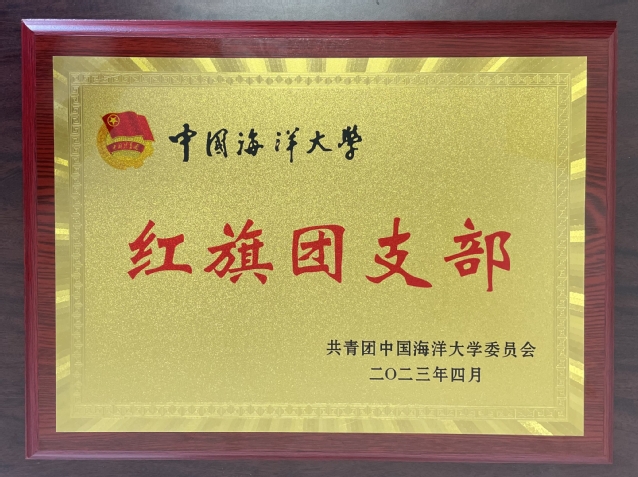 中国海洋大学
红旗团支部
共青团中国海洋大学委员会
二〇二三年四月